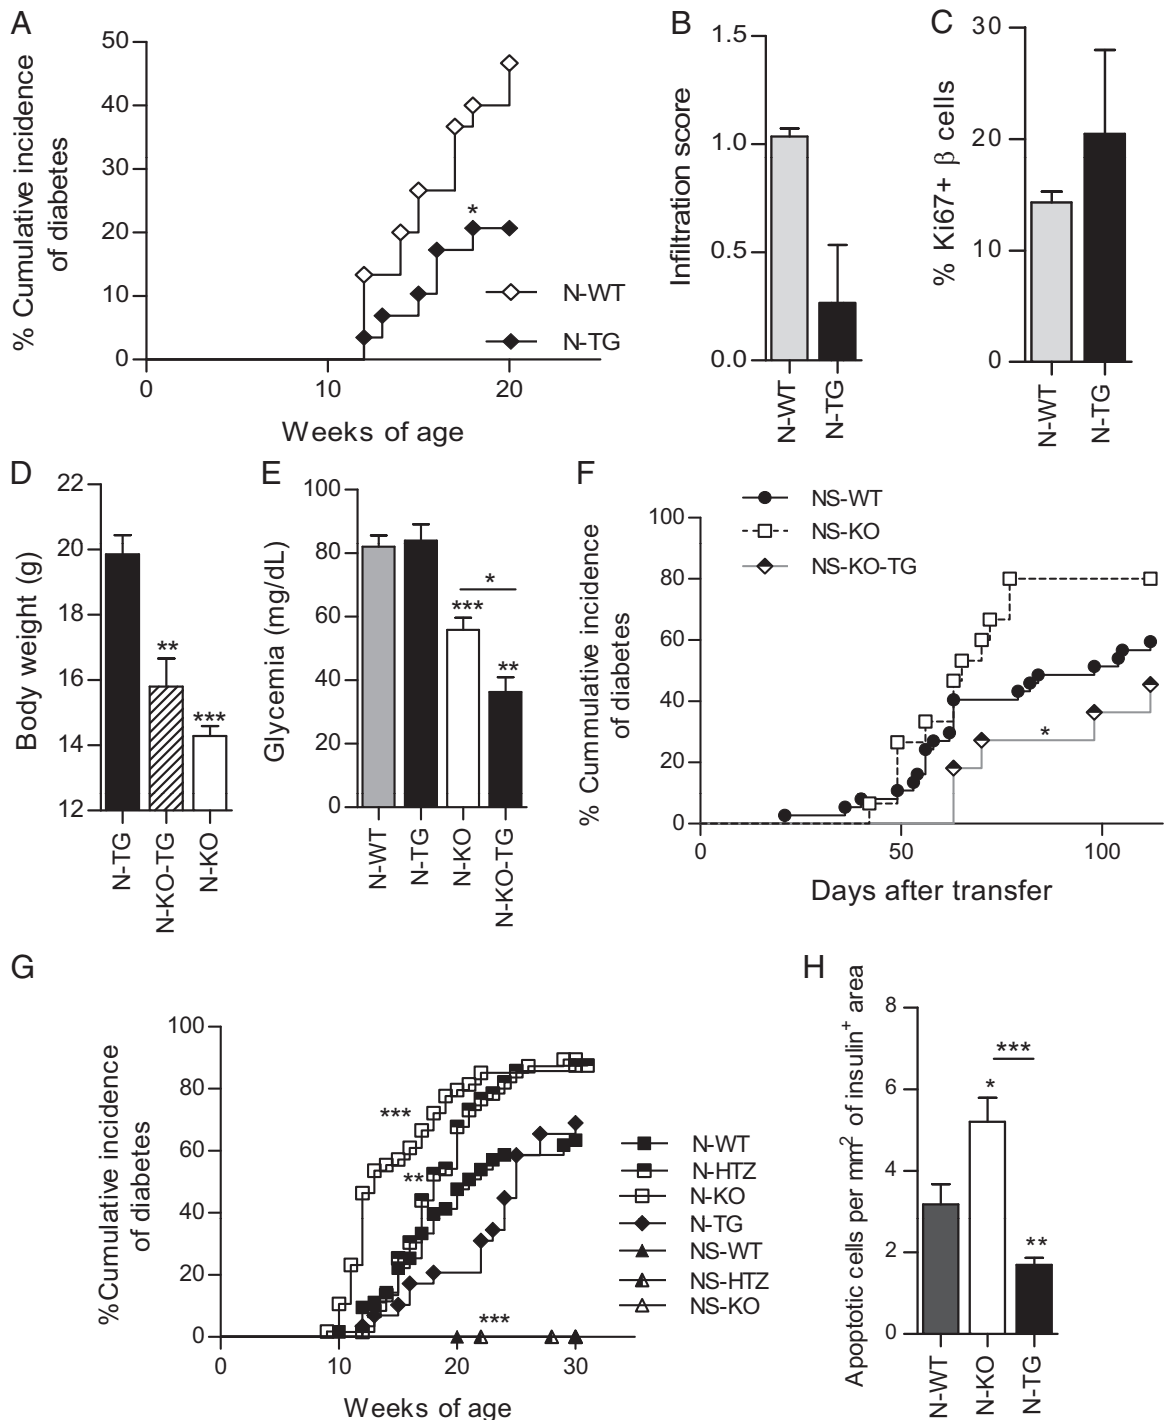 A
% Cumulative incidence
of diabetes
50
40
30
20
10
0
*
N-WT
N-TG
0
10
20
Weeks of age
B
Infiltration score
1.5
1.0
0.5
0.0
N-WT
N-TG
C
% Ki67+ β cells
30
20
10
0
N-WT
N-TG
D
Body weight (g)
22
20
18
16
14
12
**
***
N-TG
N-KO-TG
N-KO
E
Glycemia (mg/dL)
100
80
60
40
20
0
*
***
**
N-WT
N-TG
N-KO
N-KO-TG
F
NS-WT
NS-KO
NS-KO-TG
% Cummulative incidence
of diabetes
100
80
60
40
20
0
*
0
50
100
Days after transfer
G
%Cumulative incidence
of diabetes
100
80
60
40
20
0
***
**
***
N-WT
N-HTZ
N-KO
N-TG
NS-WT
NS-HTZ
NS-KO
0
10
20
30
Weeks of age
H
Apoptotic cells per mm² of insulin⁺ area
8
6
4
2
0
***
*
**
N-WT
N-KO
N-TG